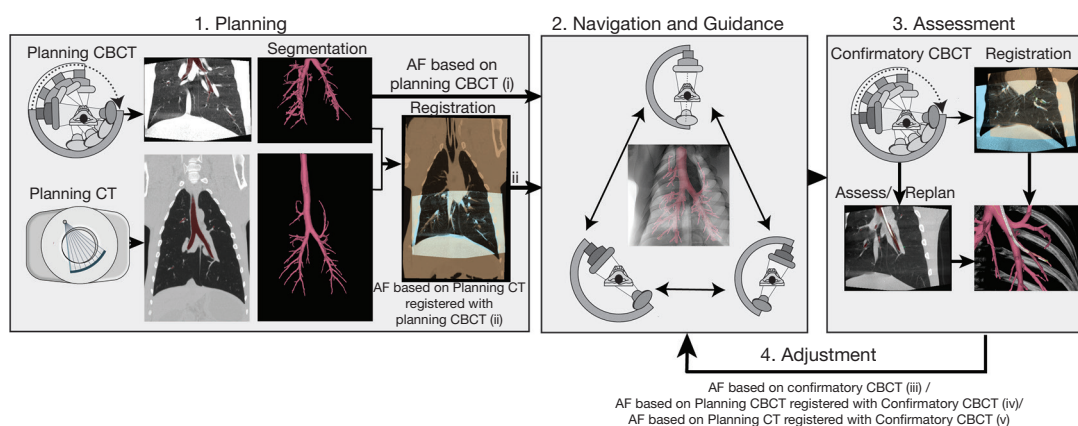 1. Planning
2. Navigation and Guidance
3. Assessment
Planning CBCT
Segmentation
AF based on
planning CBCT (i)
Registration
Planning CT
ii
AF based on Planning CT
registered with
planning CBCT (ii)
Confirmatory CBCT
Registration
Assess/Replan
4. Adjustment
AF based on confirmatory CBCT (iii) /
AF based on Planning CBCT registered with Confirmatory CBCT (iv)/
AF based on Planning CT registered with Confirmatory CBCT (v)